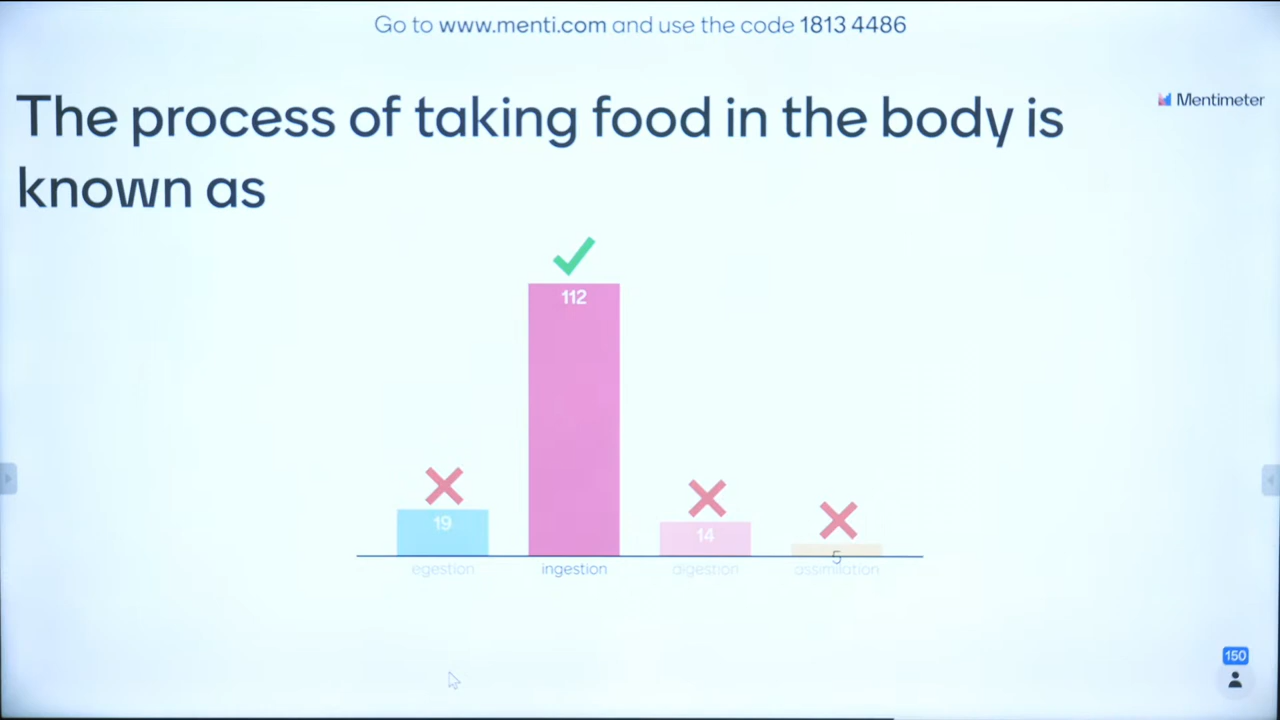 Go to www.menti.com and use the code 1813 4486
Mentimeter
The process of taking food in the body is
known as
112
19
14
5
egestion
ingestion
digestion
assimilation
150